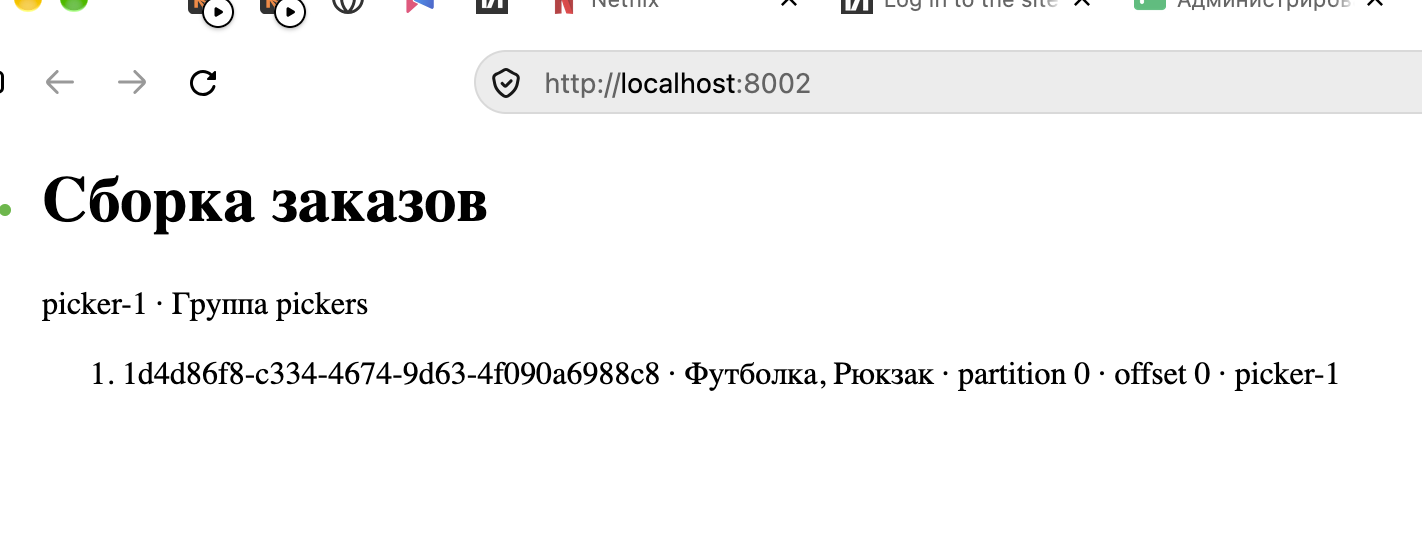 Netflix
Log in to the site
http://localhost:8002
Сборка заказов
picker-1 · Группа pickers
1. 1d4d86f8-c334-4674-9d63-4f090a6988c8 · Футболка, Рюкзак · partition 0 · offset 0 · picker-1